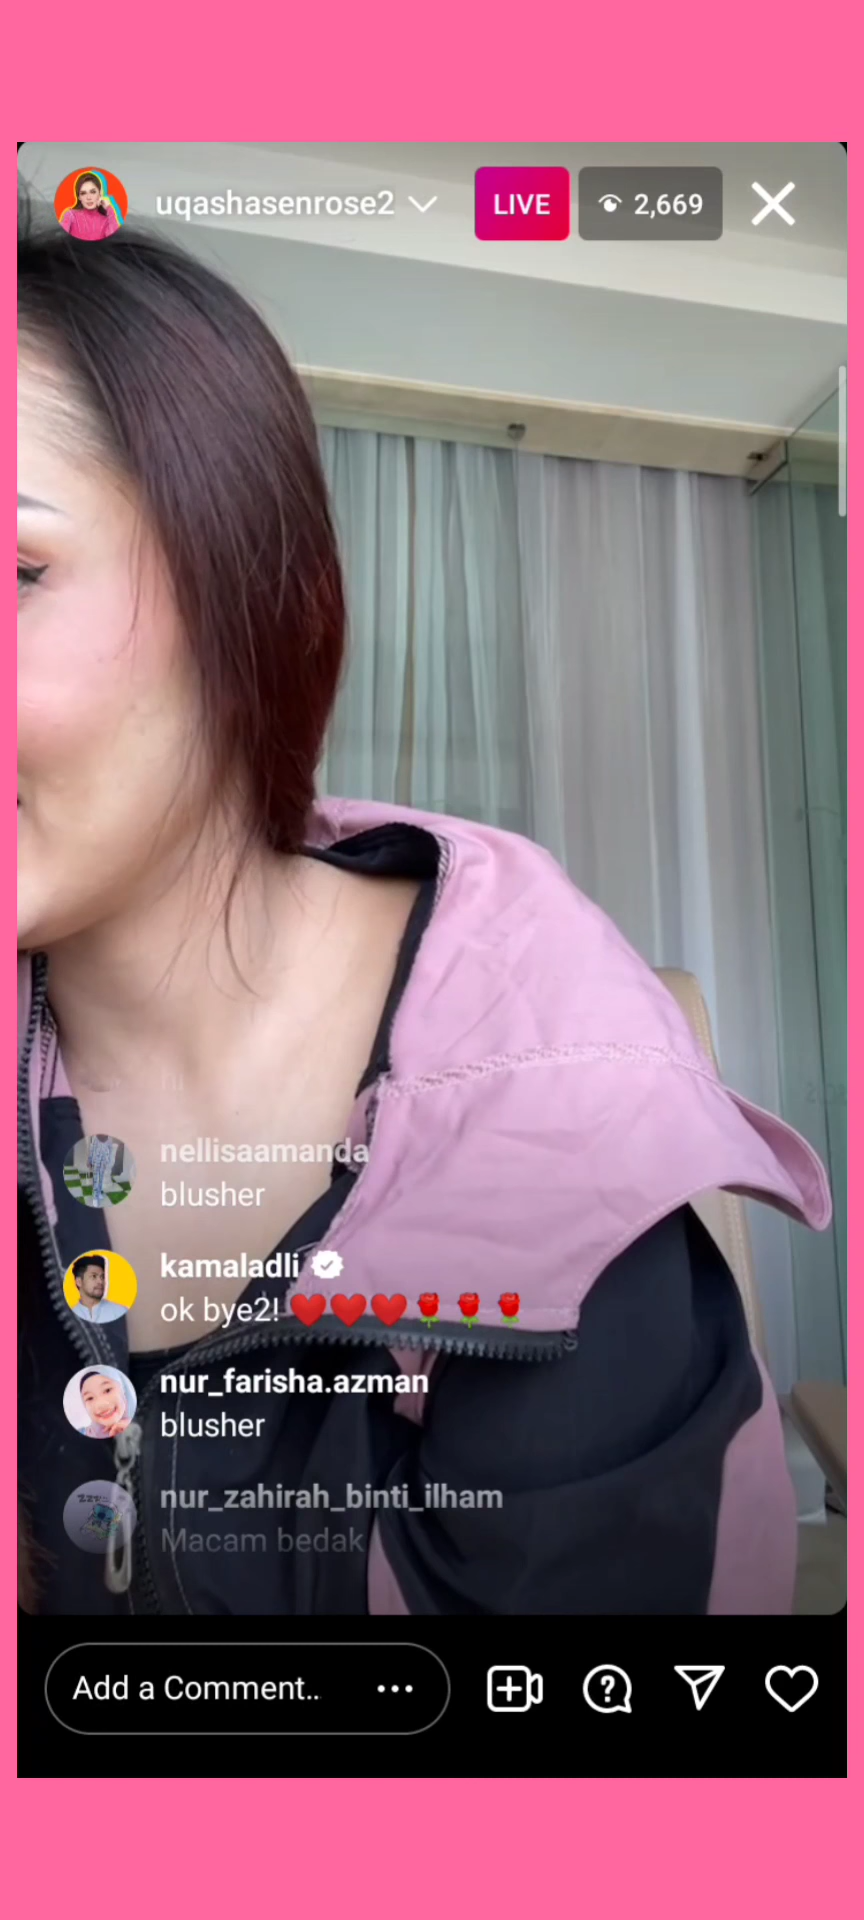 uqashasenrose2
LIVE
2,669
hi
nellisaamanda
blusher
kamaladli
ok bye2! ❤️❤️❤️🌹🌹🌹
nur_farisha.azman
blusher
nur_zahirah_binti_ilham
Macam bedak
Add a Comment..